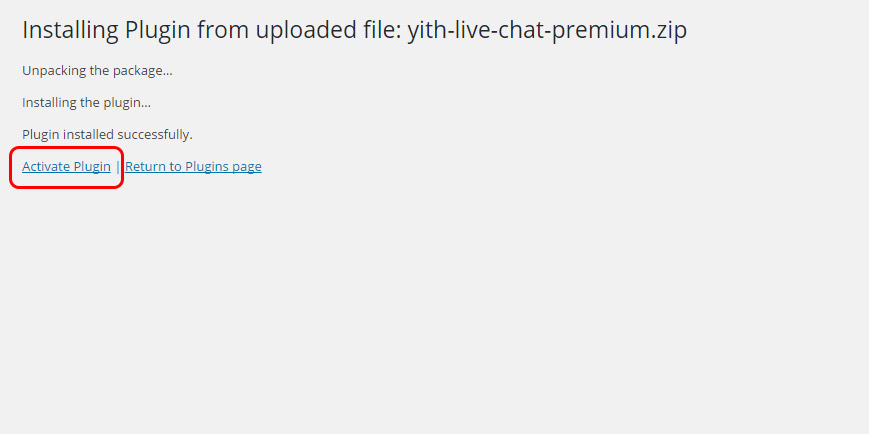 Installing Plugin from uploaded file: yith-live-chat-premium.zip
Unpacking the package…
Installing the plugin…
Plugin installed successfully.
Activate Plugin | Return to Plugins page